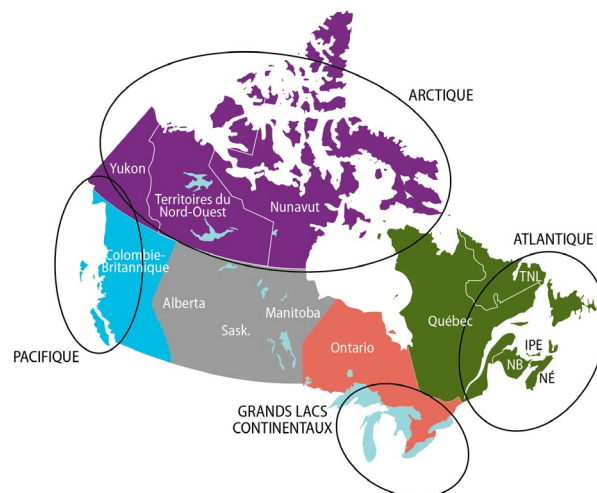 ARCTIQUE
Yukon
Territoires du
Nord-Ouest
Nunavut
ATLANTIQUE
Colombie-
Britannique
TNL
Alberta
Manitoba
Québec
Sask.
Ontario
IPE
PACIFIQUE
NB
NÉ
GRANDS LACS
CONTINENTAUX